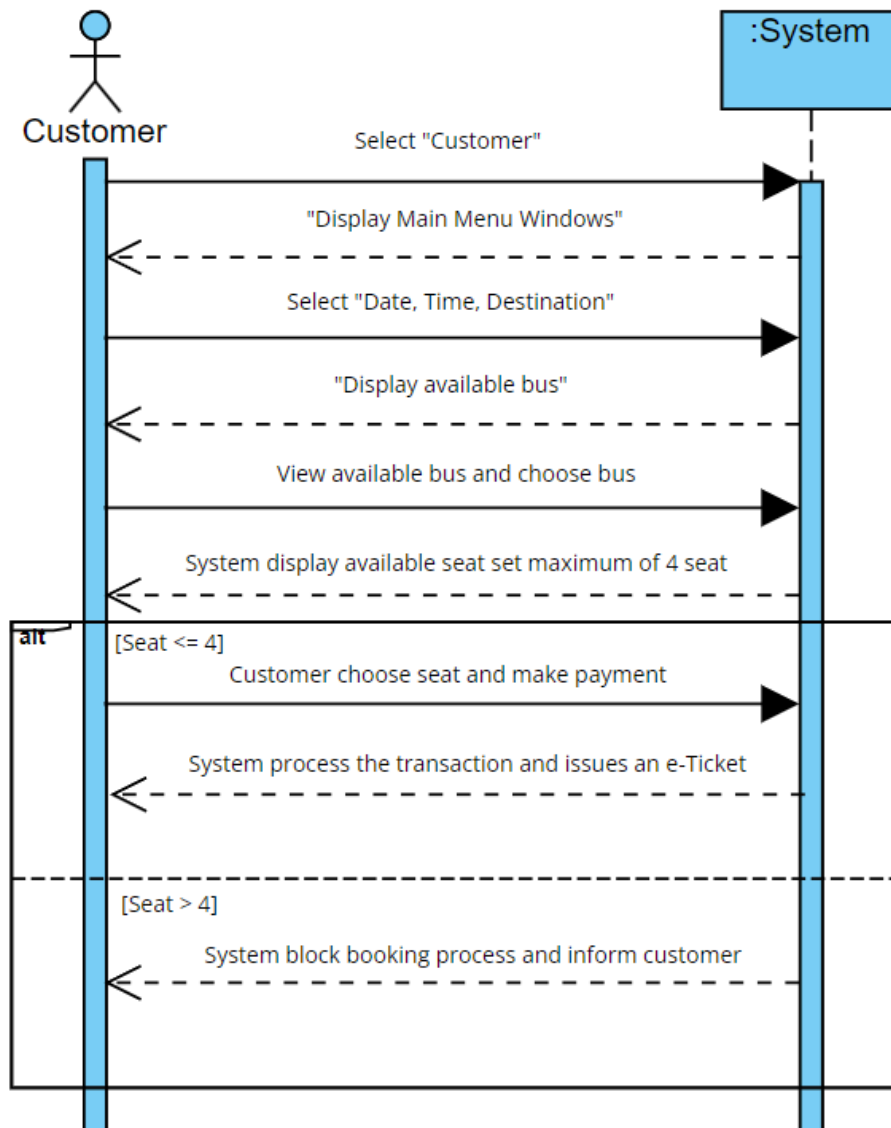 :System
Customer
Select "Customer"
"Display Main Menu Windows"
Select "Date, Time, Destination"
"Display available bus"
View available bus and choose bus
System display available seat set maximum of 4 seat
alt
[Seat <= 4]
Customer choose seat and make payment
System process the transaction and issues an e-Ticket
[Seat > 4]
System block booking process and inform customer